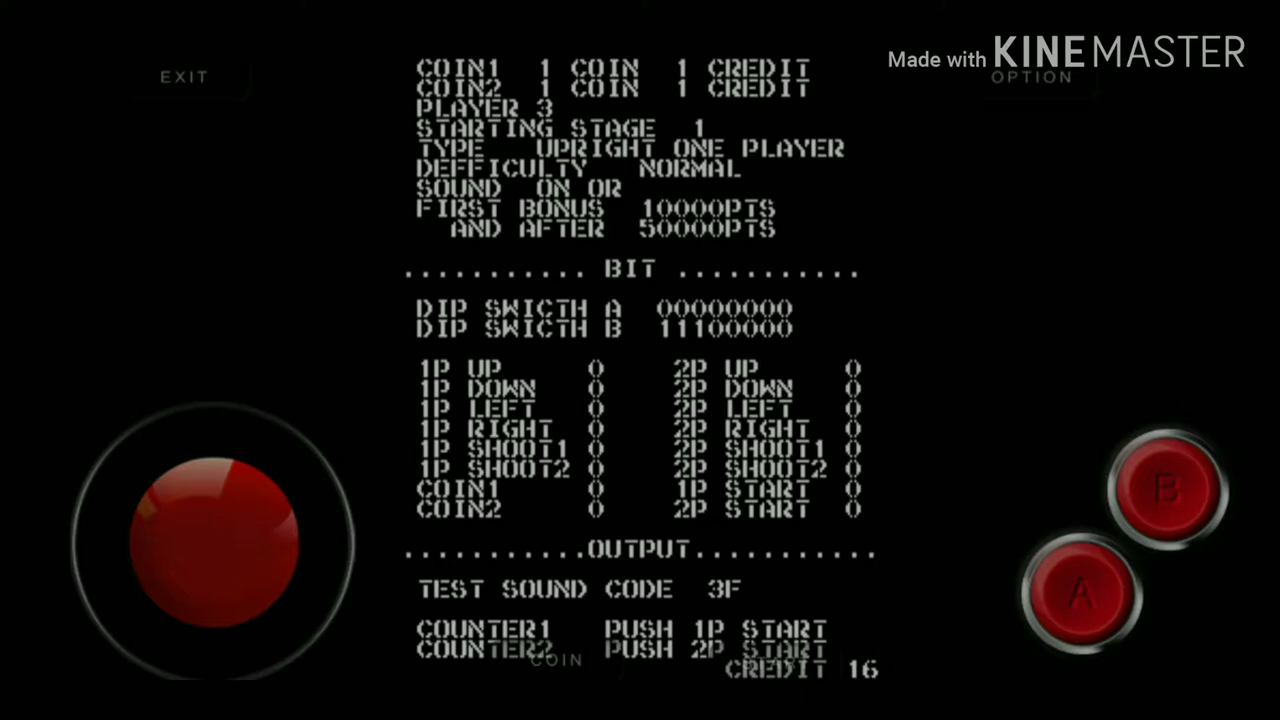 Made with KINEMASTER
EXIT
OPTION
COIN1 1 COIN 1 CREDIT
COIN2 1 COIN 1 CREDIT
PLAYER 3
STARTING STAGE 1
TYPE UPRIGHT ONE PLAYER
DEFFICULTY NORMAL
SOUND ON OR
FIRST BONUS 10000PTS
AND AFTER 50000PTS
........... BIT ...........
DIP SWICTH A 00000000
DIP SWICTH B 11100000
1P UP 0 2P UP 0
1P DOWN 0 2P DOWN 0
1P LEFT 0 2P LEFT 0
1P RIGHT 0 2P RIGHT 0
1P SHOOT1 0 2P SHOOT1 0
1P SHOOT2 0 2P SHOOT2 0
COIN1 0 1P START 0
COIN2 0 2P START 0
...........OUTPUT...........
TEST SOUND CODE 3F
COUNTER1 PUSH 1P START
COUNTER2 PUSH 2P START
COIN
CREDIT 16
B
A